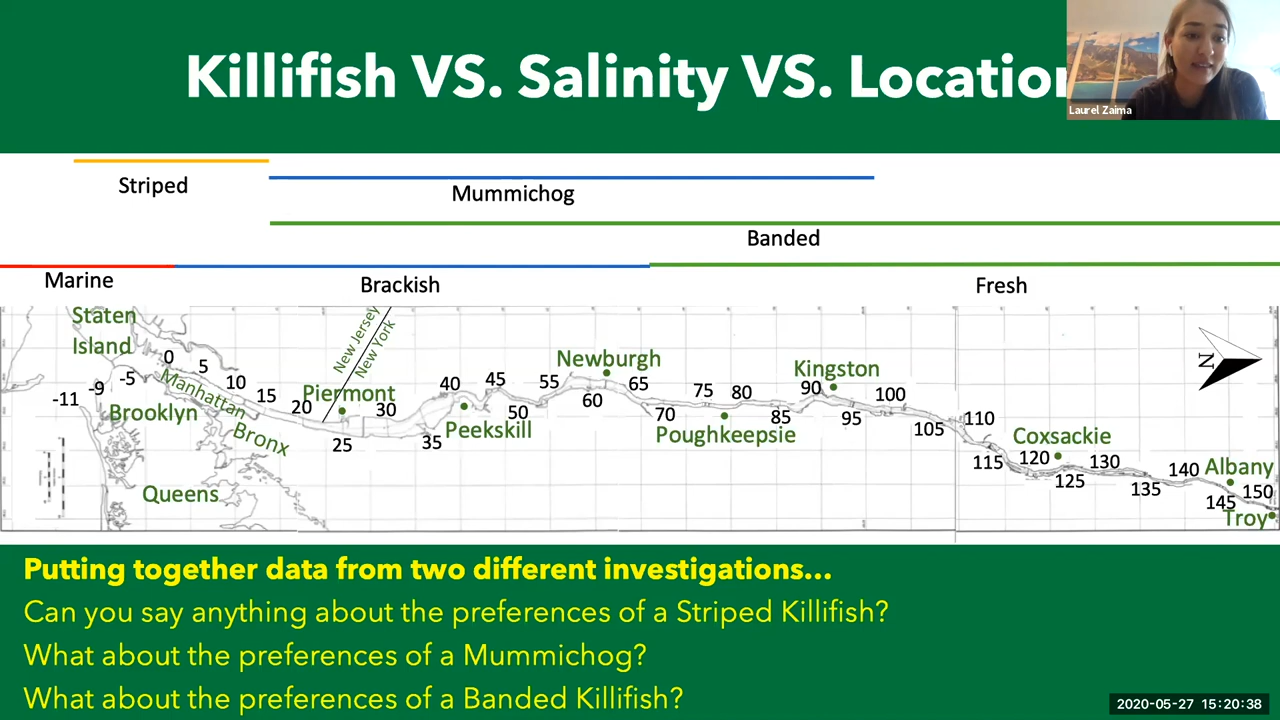 Killifish VS. Salinity VS. Location
Laurel Zaima
Striped
Mummichog
Banded
Marine
Brackish
Fresh
Staten
Island
New Jersey
New York
N
-11
-9
-5
0
5
10
15
20
25
30
35
40
45
50
55
60
65
70
75
80
85
90
95
100
105
110
115
120
125
130
135
140
145
150
Manhattan
Brooklyn
Bronx
Queens
Piermont
Peekskill
Newburgh
Poughkeepsie
Kingston
Coxsackie
Albany
Troy
Putting together data from two different investigations...
Can you say anything about the preferences of a Striped Killifish?
What about the preferences of a Mummichog?
What about the preferences of a Banded Killifish?
2020-05-27 15:20:38